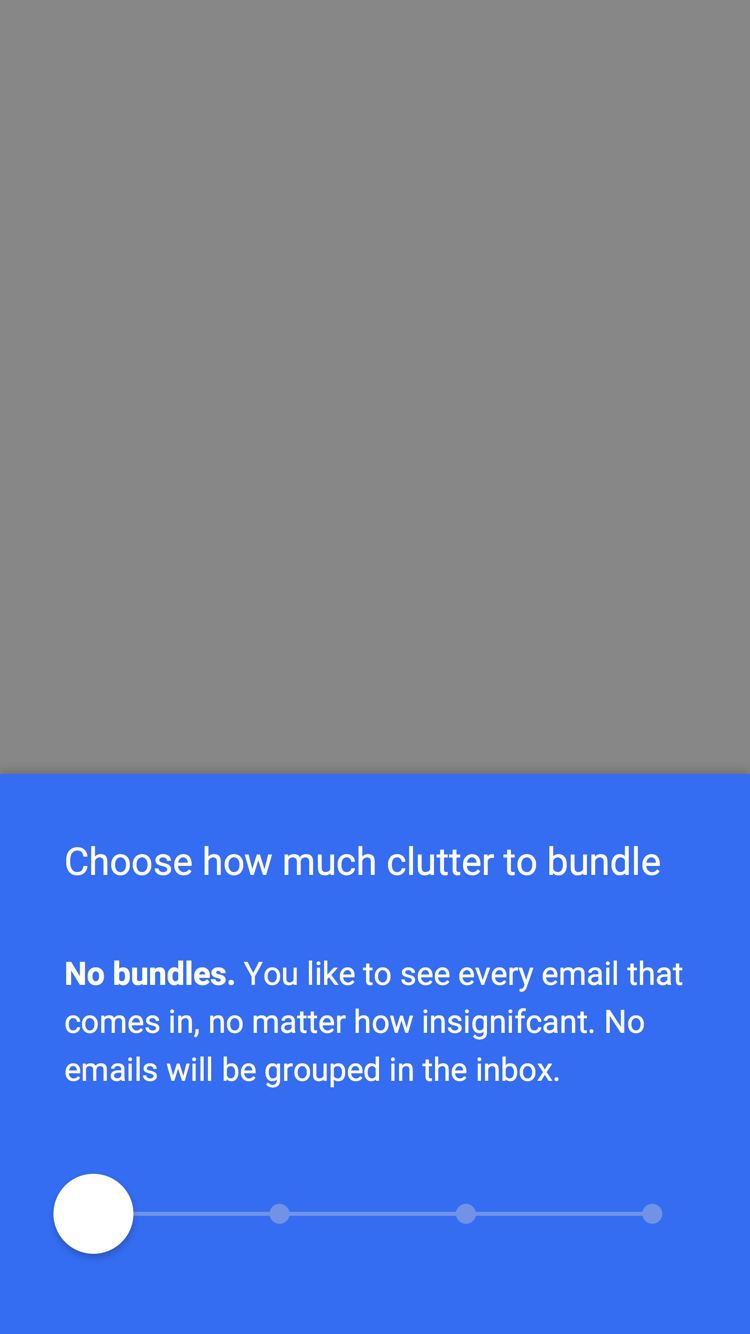 Choose how much clutter to bundle
No bundles. You like to see every email that
comes in, no matter how insignifcant. No
emails will be grouped in the inbox.